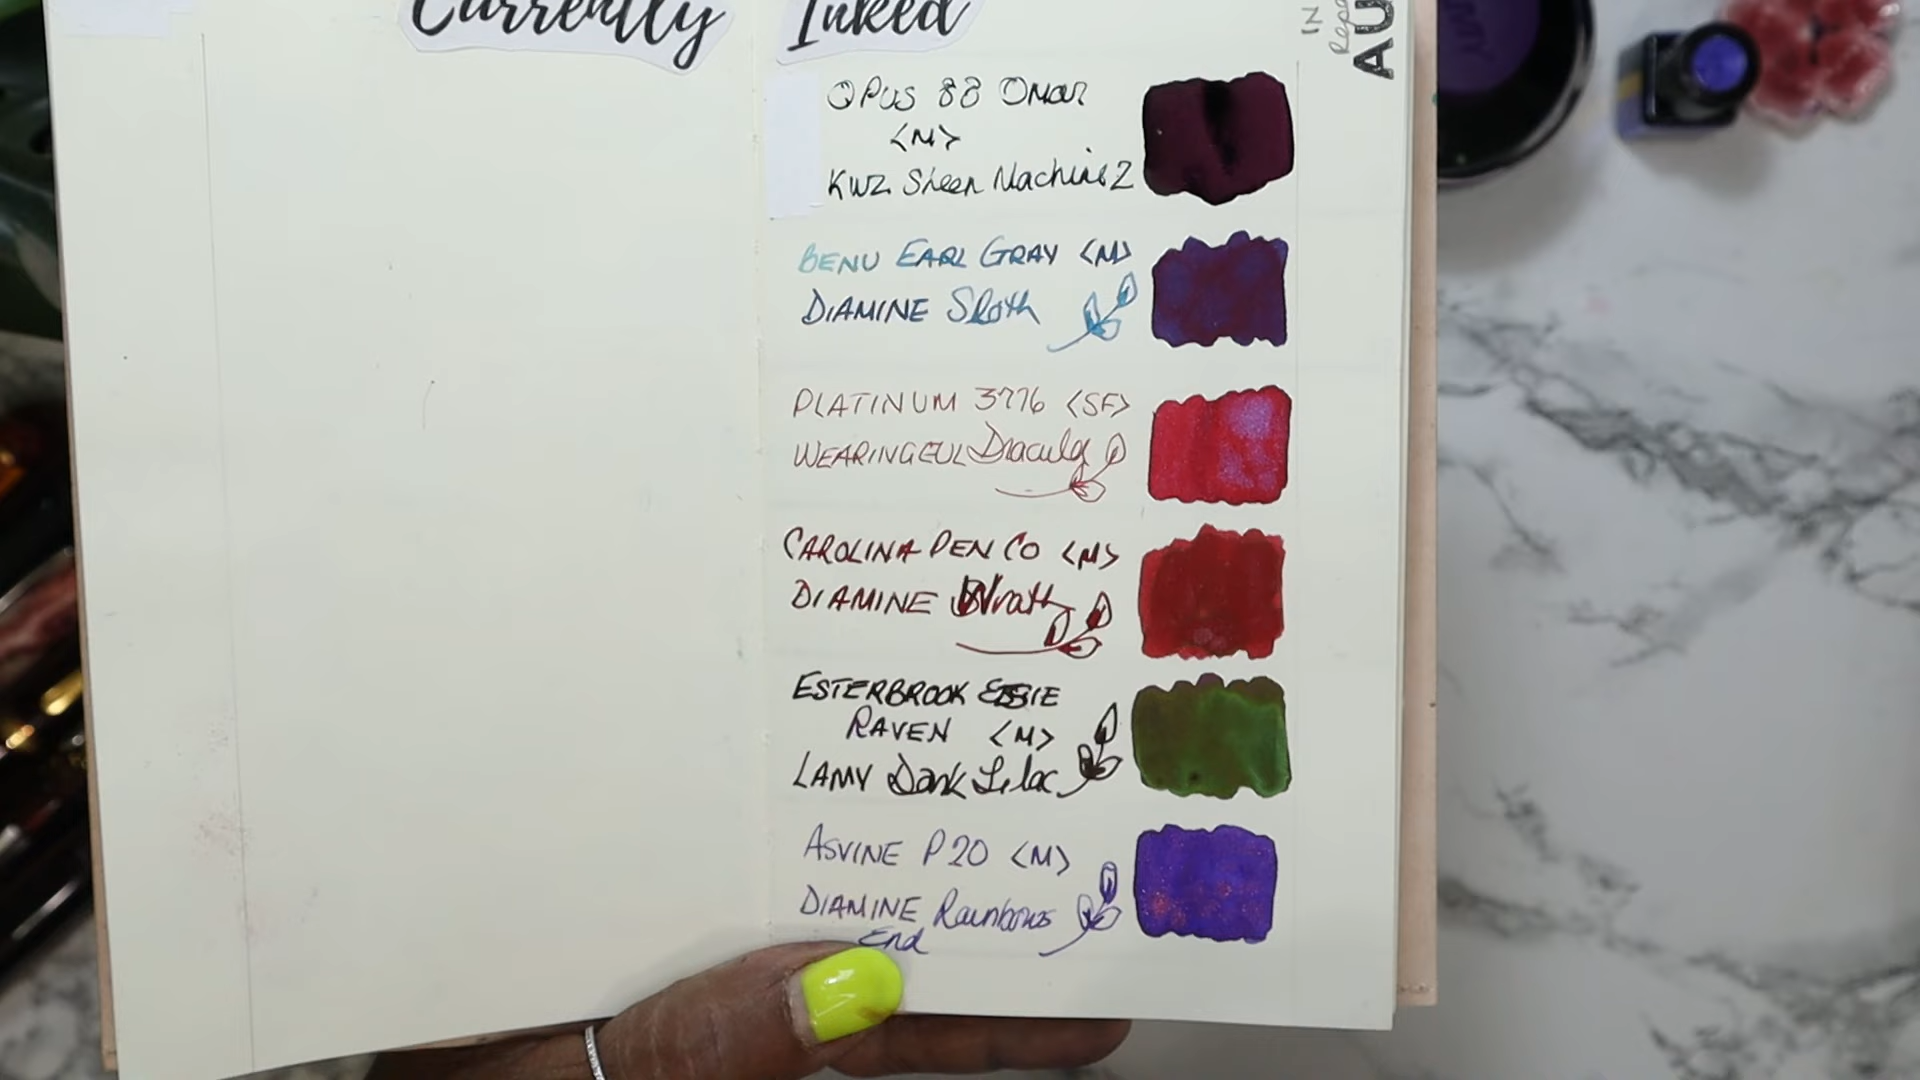 Currently Inked
OPUS 88 Omar
<M>
KWZ Sheen Machine 2
BENU EARL GRAY <M>
DIAMINE Sloth
PLATINUM 3776 <SF>
WEARINGEUL Dracula
CAROLINA PEN CO <M>
DIAMINE Wrath
ESTERBROOK ESTIE
RAVEN <M>
LAMY Dark Lilac
ASVINE P20 <M>
DIAMINE Rainbows
End
IN
AU